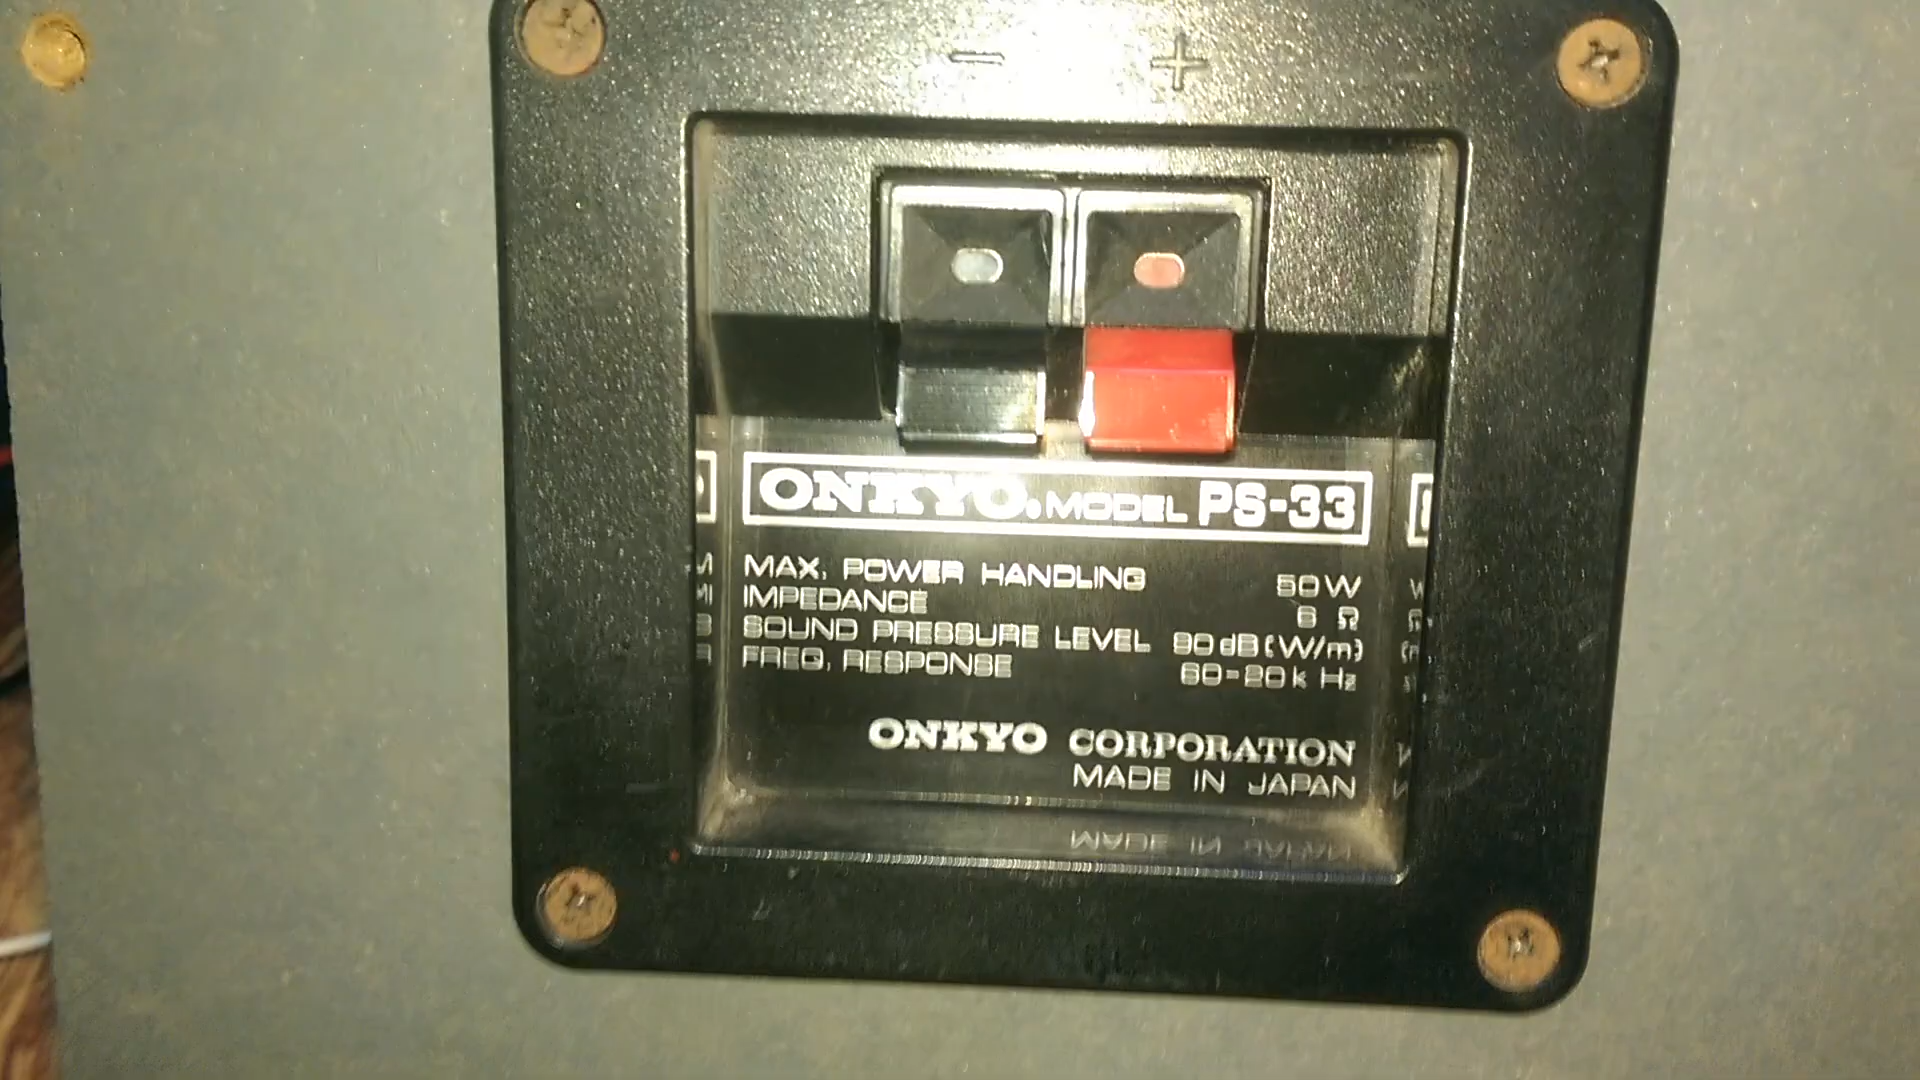 − +
ONKYO. MODEL PS-33
MAX. POWER HANDLING 50W
IMPEDANCE 6 Ω
SOUND PRESSURE LEVEL 90dB(W/m)
FREQ. RESPONSE 60-20k Hz
ONKYO CORPORATION
MADE IN JAPAN